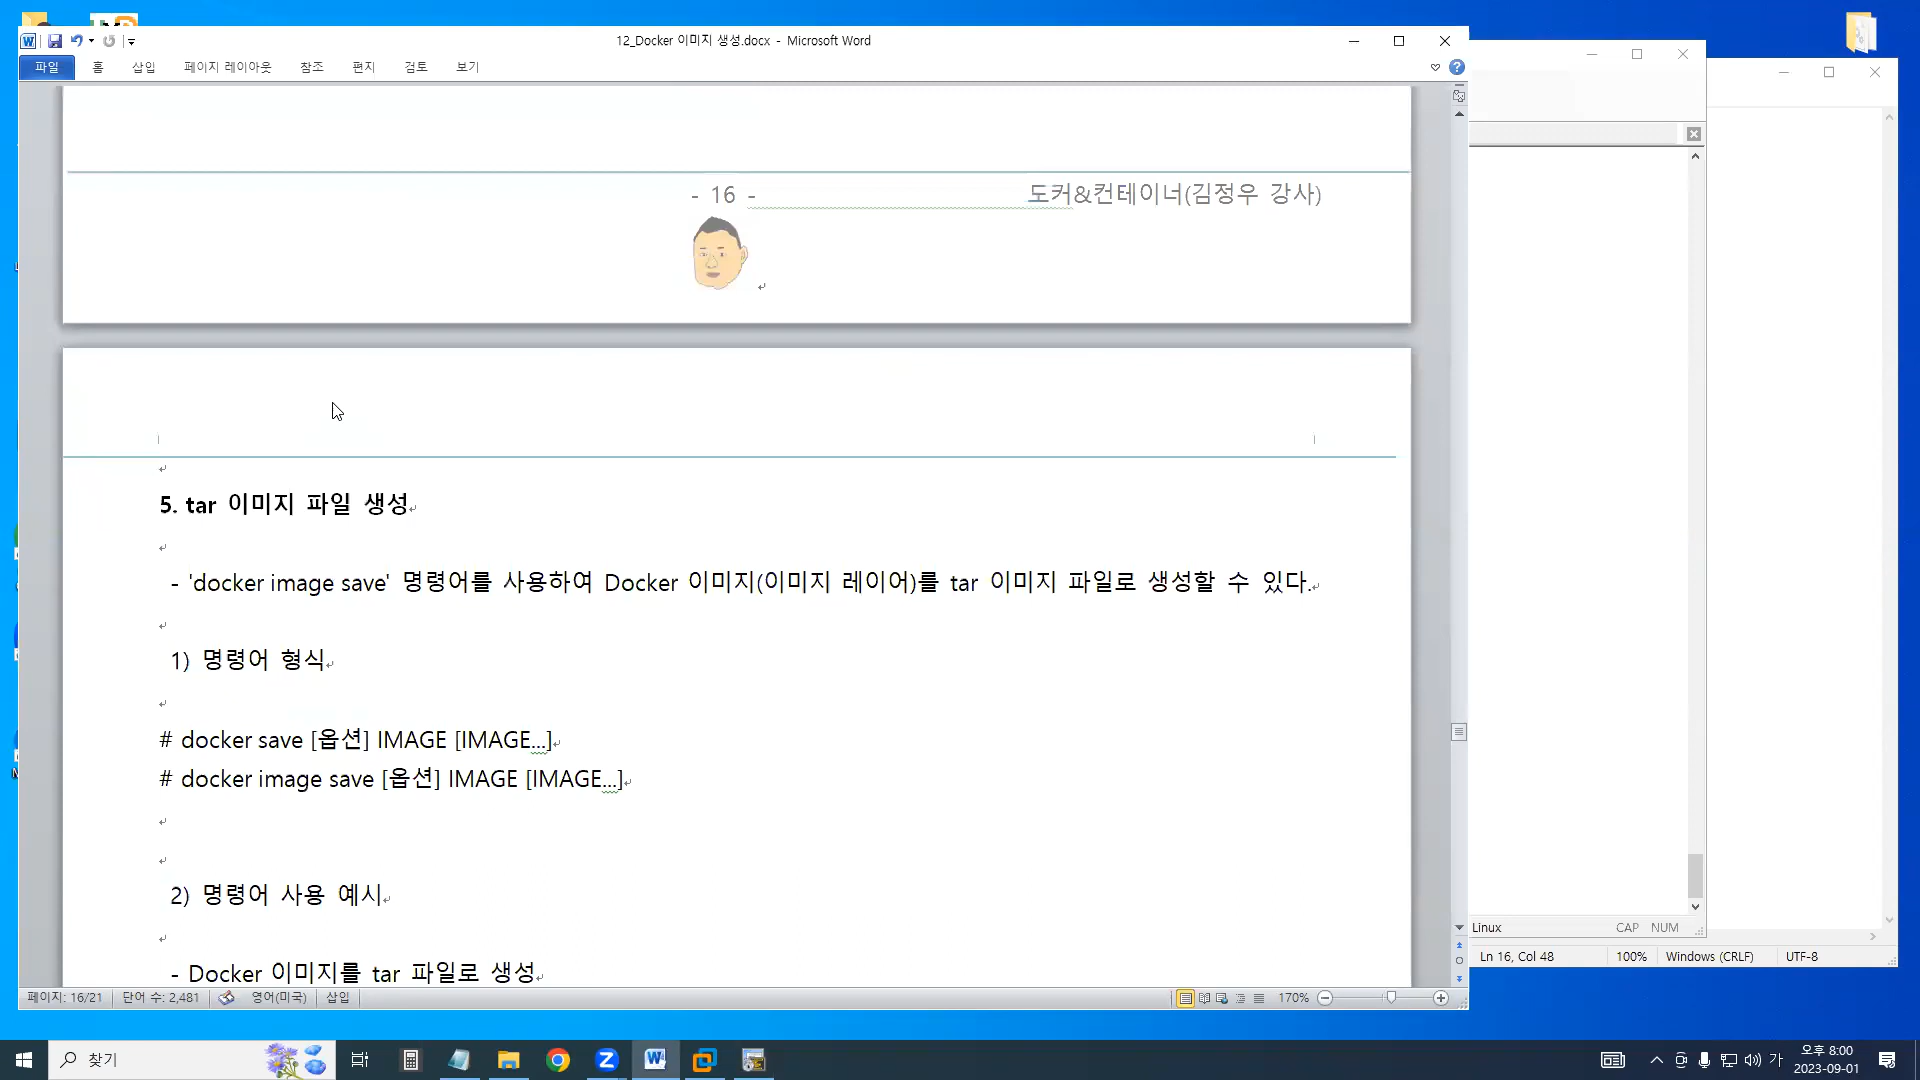 12_Docker 이미지 생성.docx - Microsoft Word
파일 홈 삽입 페이지 레이아웃 참조 편지 검토 보기
- 16 - 도커&컨테이너(김정우 강사)
5. tar 이미지 파일 생성
- 'docker image save' 명령어를 사용하여 Docker 이미지(이미지 레이어)를 tar 이미지 파일로 생성할 수 있다.
1) 명령어 형식
# docker save [옵션] IMAGE [IMAGE...]
# docker image save [옵션] IMAGE [IMAGE...]
2) 명령어 사용 예시
- Docker 이미지를 tar 파일로 생성
Linux CAP NUM
Ln 16, Col 48 100% Windows (CRLF) UTF-8
페이지: 16/21 단어 수: 2,481 영어(미국) 삽입 170%
찾기
가
오후 8:00
2023-09-01